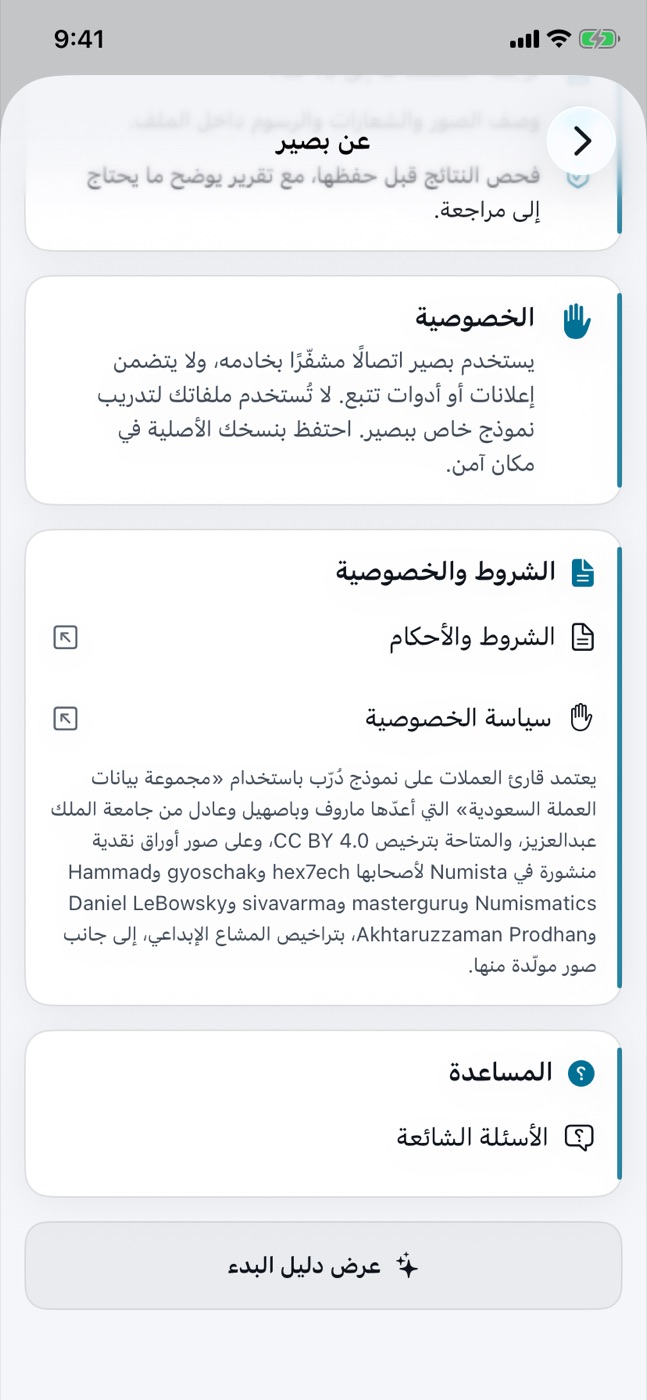 9:41
وصف الصور والشعارات والرسوم داخل الملف.
عن بصير
فحص النتائج قبل حفظها، مع تقرير يوضح ما يحتاج
إلى مراجعة.
الخصوصية
يستخدم بصير اتصالًا مشفّرًا بخادمه، ولا يتضمن
إعلانات أو أدوات تتبع. لا تُستخدم ملفاتك لتدريب
نموذج خاص ببصير. احتفظ بنسخك الأصلية في
مكان آمن.
الشروط والخصوصية
الشروط والأحكام
سياسة الخصوصية
يعتمد قارئ العملات على نموذج دُرّب باستخدام «مجموعة بيانات
العملة السعودية» التي أعدّها ماروف وباصهيل وعادل من جامعة الملك
عبدالعزيز، والمتاحة بترخيص CC BY 4.0، وعلى صور أوراق نقدية
منشورة في Numista لأصحابها hex7ech وgyoschak وHammad
Numismatics وmasterguru وsivavarma وDaniel LeBowsky
وAkhtaruzzaman Prodhan، بتراخيص المشاع الإبداعي، إلى جانب
صور مولّدة منها.
المساعدة
الأسئلة الشائعة
عرض دليل البدء